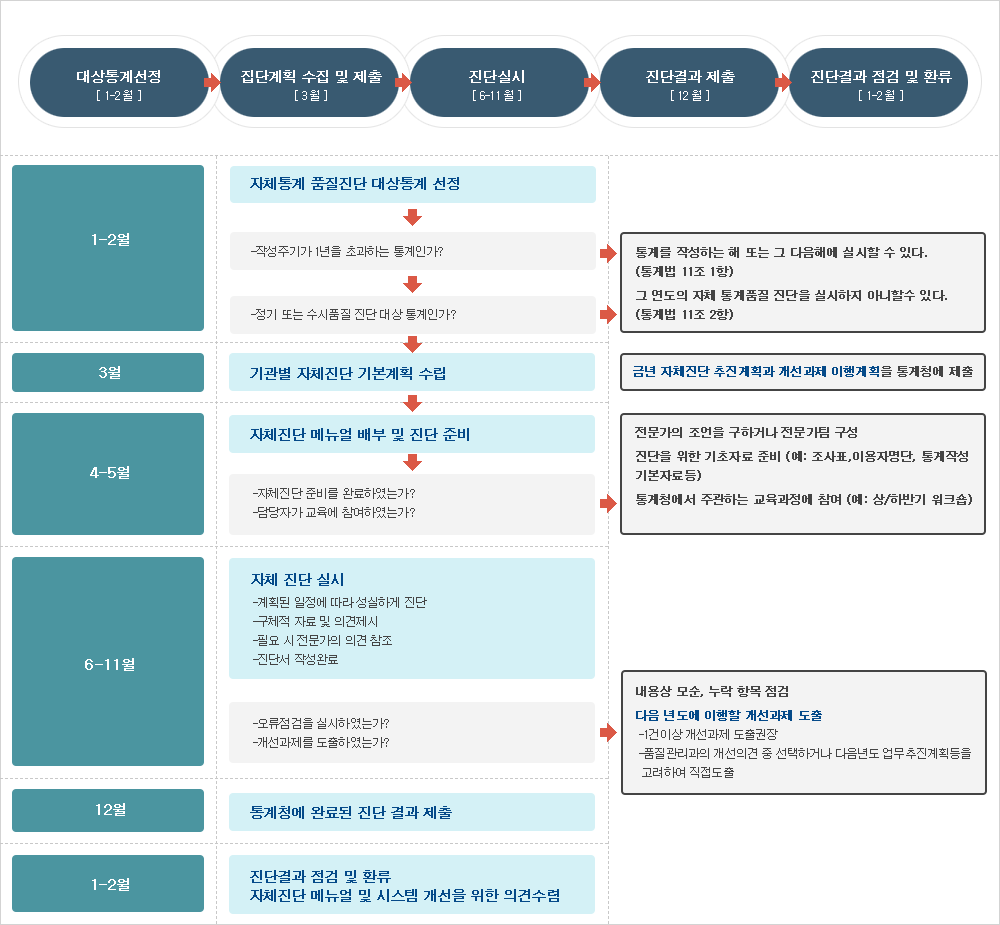 대상통계선정
[ 1-2월 ]
집단계획 수집 및 제출
[ 3월 ]
진단실시
[ 6-11월 ]
진단결과 제출
[ 12월 ]
진단결과 점검 및 환류
[ 1-2월 ]
1-2월
자체통계 품질진단 대상통계 선정
-작성주기가 1년을 초과하는 통계인가?
-정기 또는 수시품질 진단 대상 통계인가?
통계를 작성하는 해 또는 그 다음해에 실시할 수 있다.
(통계법 11조 1항)
그 연도의 자체 통계품질 진단을 실시하지 아니할수 있다.
(통계법 11조 2항)
3월
기관별 자체진단 기본계획 수립
금년 자체진단 추진계획과 개선과제 이행계획을 통계청에 제출
4-5월
자체진단 메뉴얼 배부 및 진단 준비
-자체진단 준비를 완료하였는가?
-담당자가 교육에 참여하였는가?
전문가의 조언을 구하거나 전문가팀 구성
진단을 위한 기초자료 준비 (예: 조사표,이용자명단, 통계작성
기본자료등)
통계청에서 주관하는 교육과정에 참여 (예: 상/하반기 워크숍)
6-11월
자체 진단 실시
-계획된 일정에 따라 성실하게 진단
-구체적 자료 및 의견제시
-필요 시 전문가의 의견 참조
-진단서 작성완료
-오류점검을 실시하였는가?
-개선과제를 도출하였는가?
내용상 모순, 누락 항목 점검
다음 년도에 이행할 개선과제 도출
-1건이상 개선과제 도출권장
-품질관리과의 개선의견 중 선택하거나 다음년도 업무추진계획등을
고려하여 직접도출
12월
통계청에 완료된 진단 결과 제출
1-2월
진단결과 점검 및 환류
자체진단 메뉴얼 및 시스템 개선을 위한 의견수렴